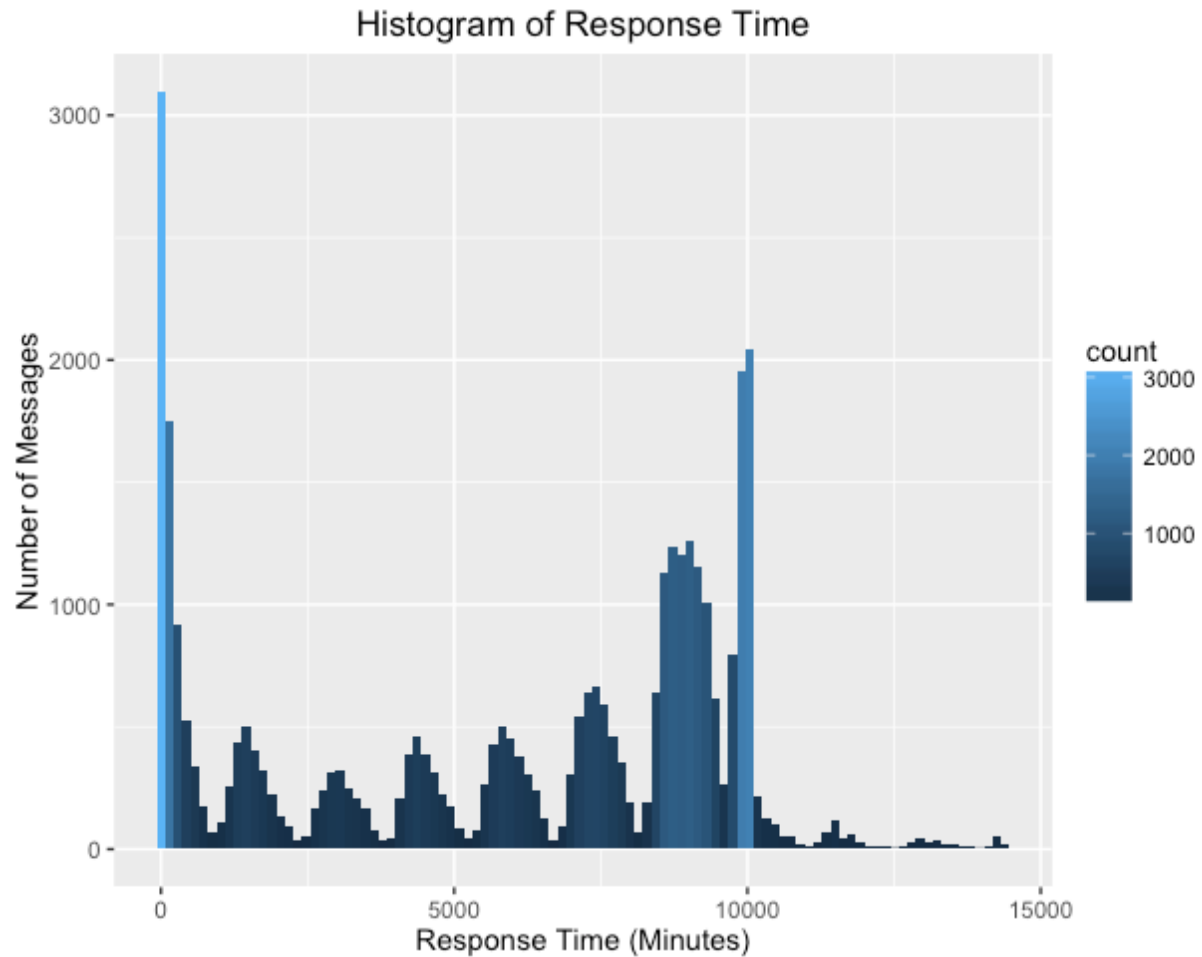 Histogram of Response Time
Number of Messages
3000
2000
1000
0
0 5000 10000 15000
Response Time (Minutes)
count
3000
2000
1000